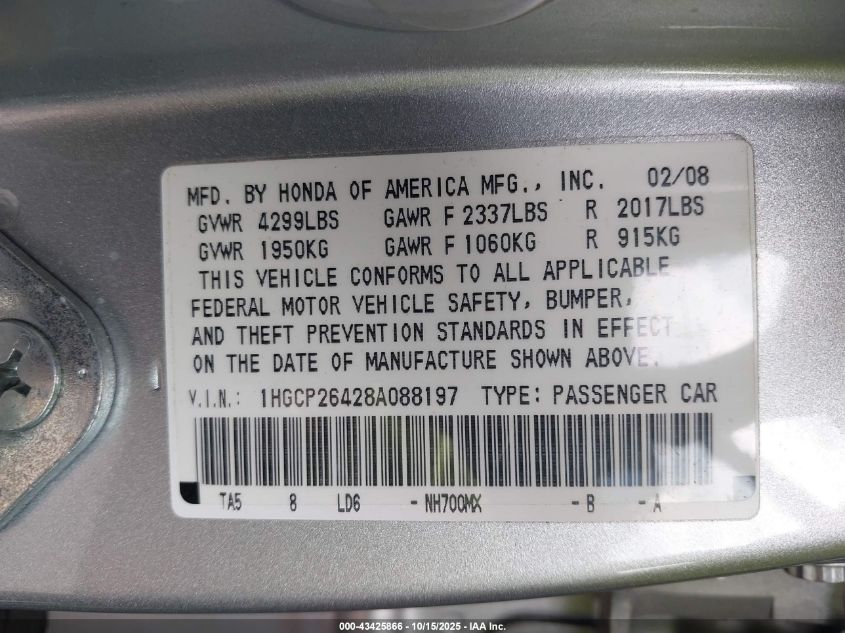 MFD. BY HONDA OF AMERICA MFG., INC. 02/08
GVWR 4299LBS GAWR F 2337LBS R 2017LBS
GVWR 1950KG GAWR F 1060KG R 915KG
THIS VEHICLE CONFORMS TO ALL APPLICABLE
FEDERAL MOTOR VEHICLE SAFETY, BUMPER,
AND THEFT PREVENTION STANDARDS IN EFFECT
ON THE DATE OF MANUFACTURE SHOWN ABOVE.
V.I.N.: 1HGCP26428A088197 TYPE: PASSENGER CAR
TA5 8 LD6 - NH700MX - B - A
000-43425866 - 10/15/2025 - IAA Inc.